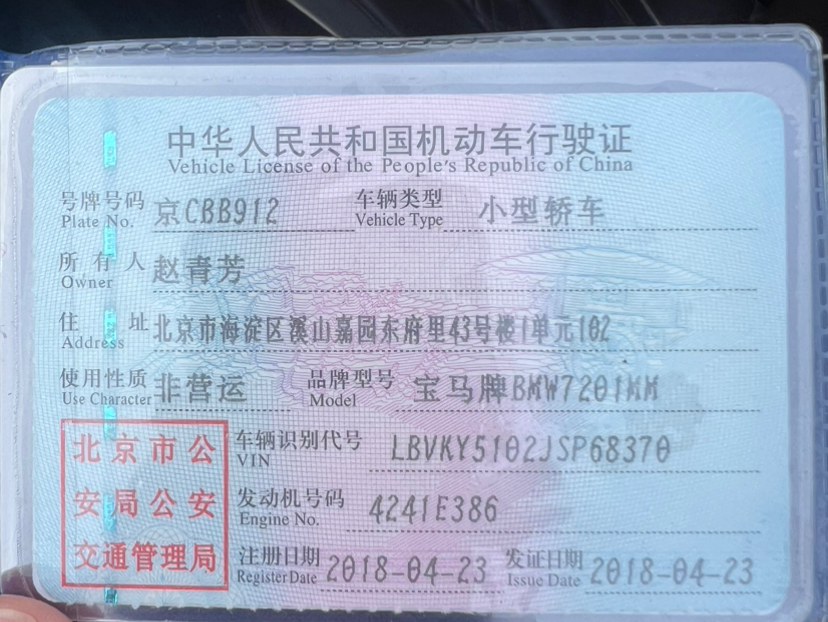 中华人民共和国机动车行驶证
Vehicle License of the People's Republic of China
号牌号码 京CBB912 车辆类型 小型轿车
Plate No. Vehicle Type
所有人 赵青芳
Owner
住址 北京市海淀区溪山嘉园东府里43号楼1单元102
Address
使用性质 非营运 品牌型号 宝马牌BMW7201MM
Use Character Model
北京市公
安局公安
交通管理局
车辆识别代号 LBVKY5102JSP68370
VIN
发动机号码 4241E386
Engine No.
注册日期 2018-04-23 发证日期 2018-04-23
Register Date Issue Date